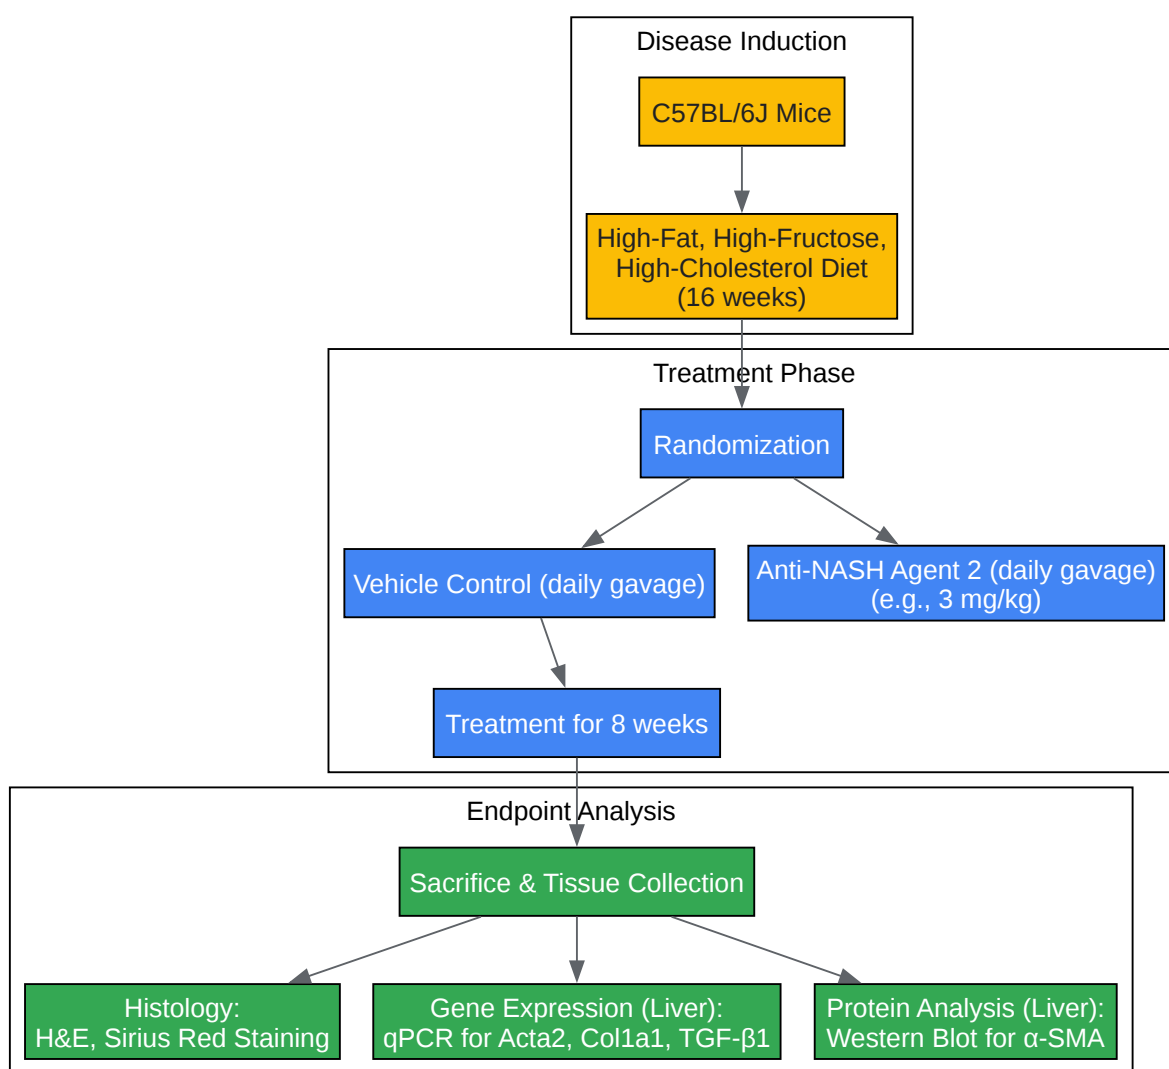 Disease Induction
C57BL/6J Mice
High-Fat, High-Fructose,
High-Cholesterol Diet
(16 weeks)
Treatment Phase
Randomization
Vehicle Control (daily gavage)
Anti-NASH Agent 2 (daily gavage)
(e.g., 3 mg/kg)
Treatment for 8 weeks
Endpoint Analysis
Sacrifice & Tissue Collection
Histology:
H&E, Sirius Red Staining
Gene Expression (Liver):
qPCR for Acta2, Col1a1, TGF-β1
Protein Analysis (Liver):
Western Blot for α-SMA